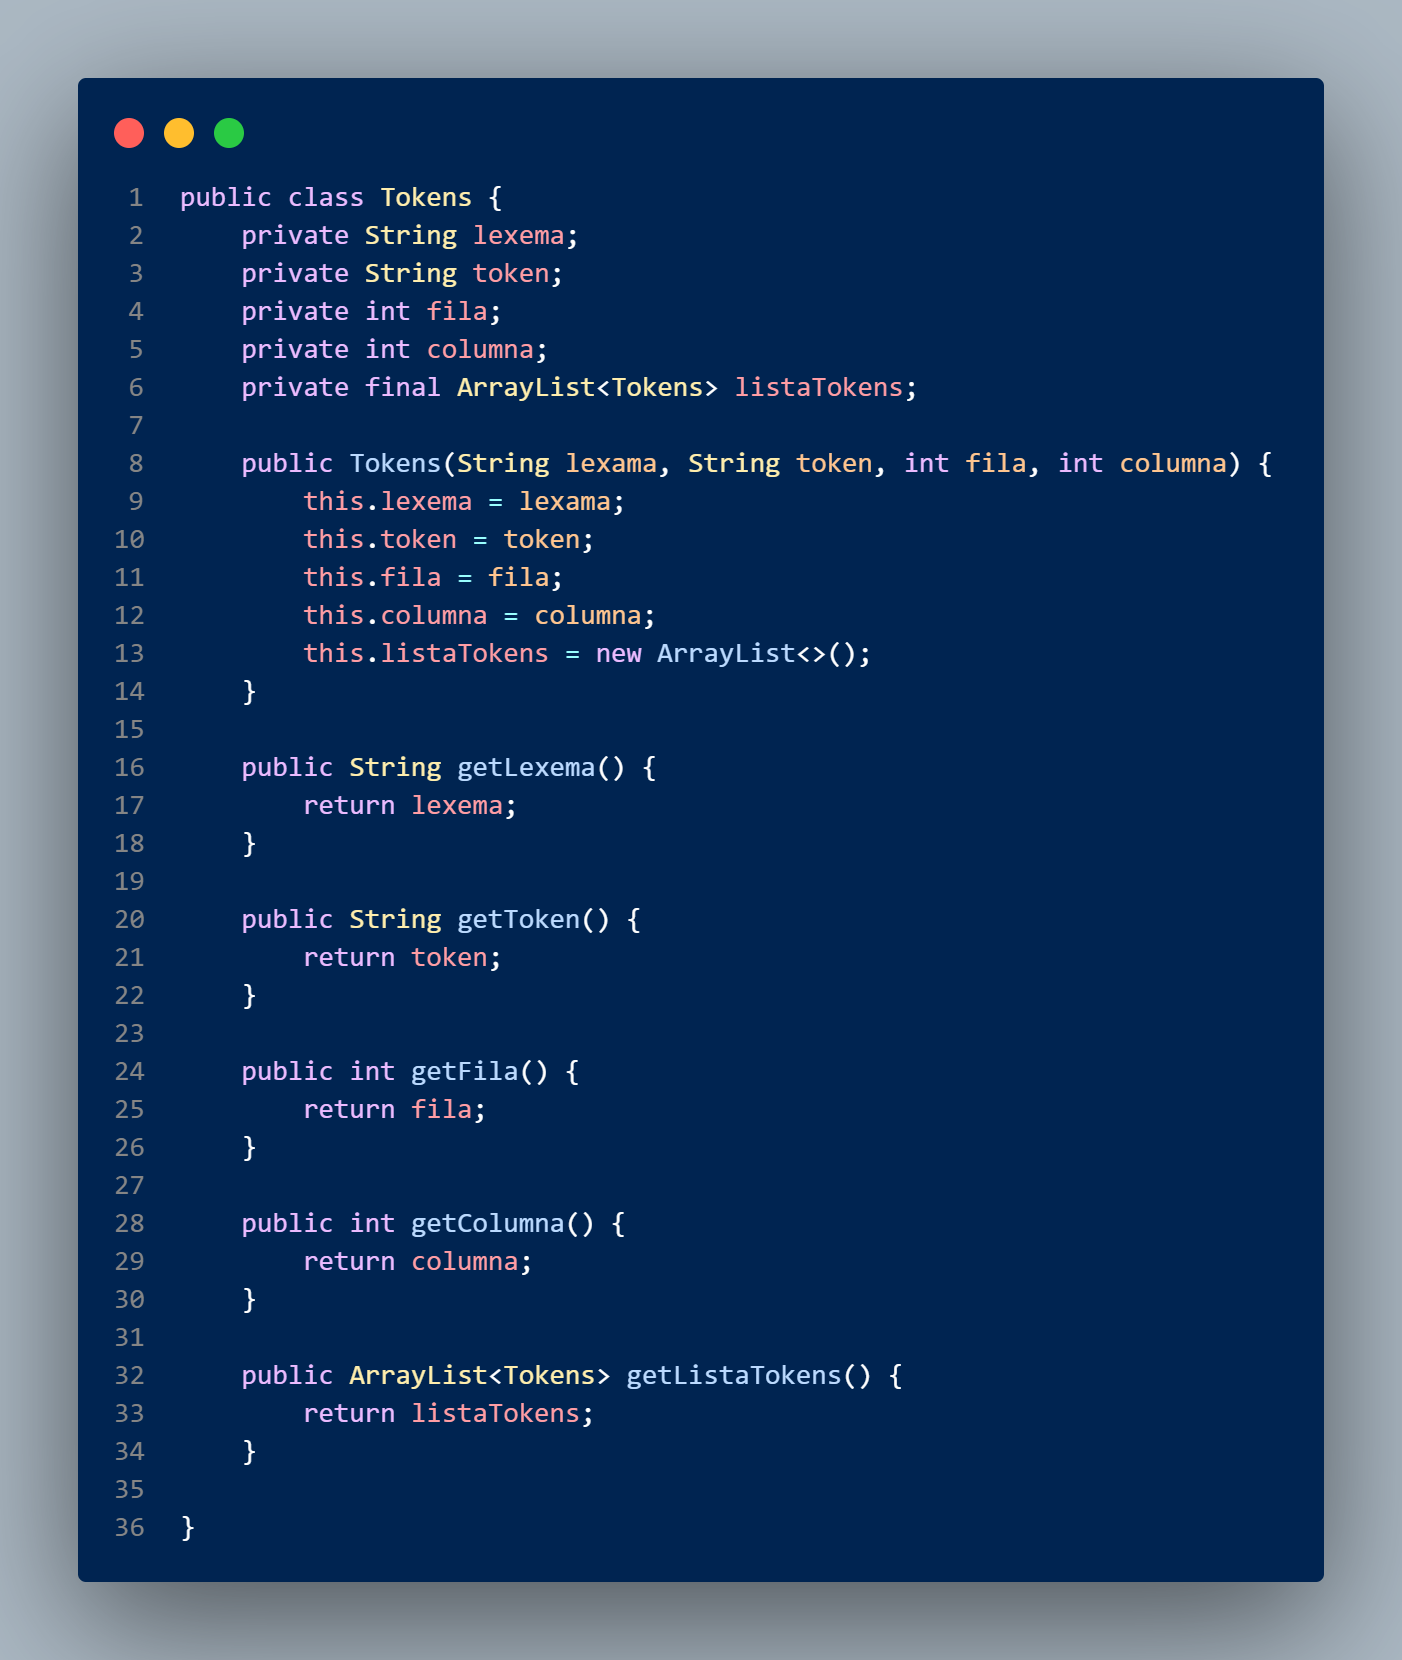 1 public class Tokens {
2     private String lexema;
3     private String token;
4     private int fila;
5     private int columna;
6     private final ArrayList<Tokens> listaTokens;
7
8     public Tokens(String lexama, String token, int fila, int columna) {
9         this.lexema = lexama;
10         this.token = token;
11         this.fila = fila;
12         this.columna = columna;
13         this.listaTokens = new ArrayList<>();
14     }
15
16     public String getLexema() {
17         return lexema;
18     }
19
20     public String getToken() {
21         return token;
22     }
23
24     public int getFila() {
25         return fila;
26     }
27
28     public int getColumna() {
29         return columna;
30     }
31
32     public ArrayList<Tokens> getListaTokens() {
33         return listaTokens;
34     }
35
36 }